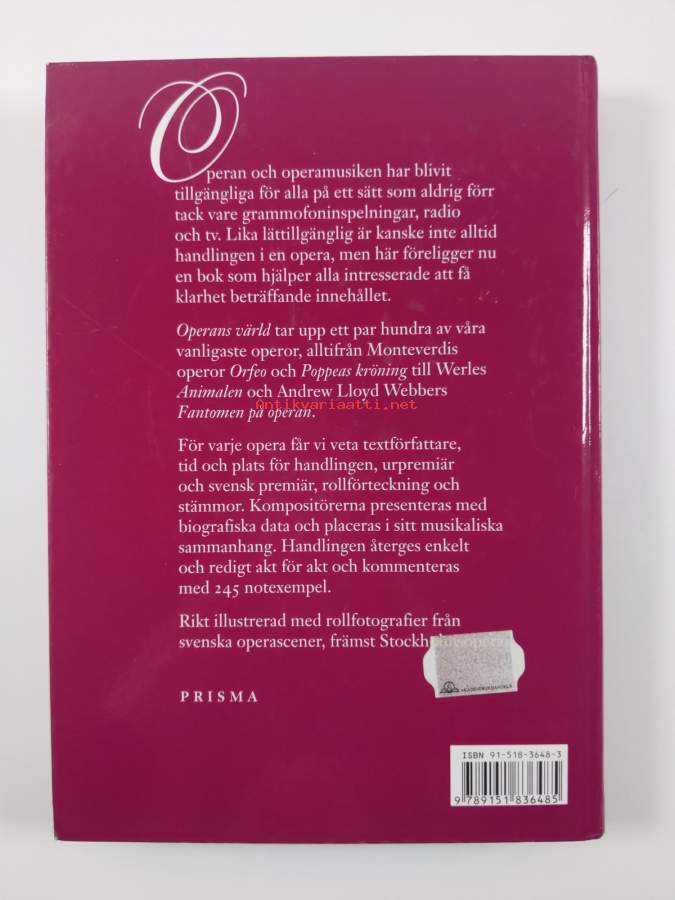 Operan och operamusiken har blivit
tillgängliga för alla på ett sätt som aldrig förr
tack vare grammofoninspelningar, radio
och tv. Lika lättillgänglig är kanske inte alltid
handlingen i en opera, men här föreligger nu
en bok som hjälper alla intresserade att få
klarhet beträffande innehållet.
Operans värld tar upp ett par hundra av våra
vanligaste operor, alltifrån Monteverdis
operor Orfeo och Poppeas kröning till Werles
Animalen och Andrew Lloyd Webbers
Antikvariaatti.net
Fantomen på operan.
För varje opera får vi veta textförfattare,
tid och plats för handlingen, urpremiär
och svensk premiär, rollförteckning och
stämmor. Kompositörerna presenteras med
biografiska data och placeras i sitt musikaliska
sammanhang. Handlingen återges enkelt
och redigt akt för akt och kommenteras
med 245 notexempel.
Rikt illustrerad med rollfotografier från
svenska operascener, främst
PRISMA
ISBN 91-518-3648-3
9 789151 836485